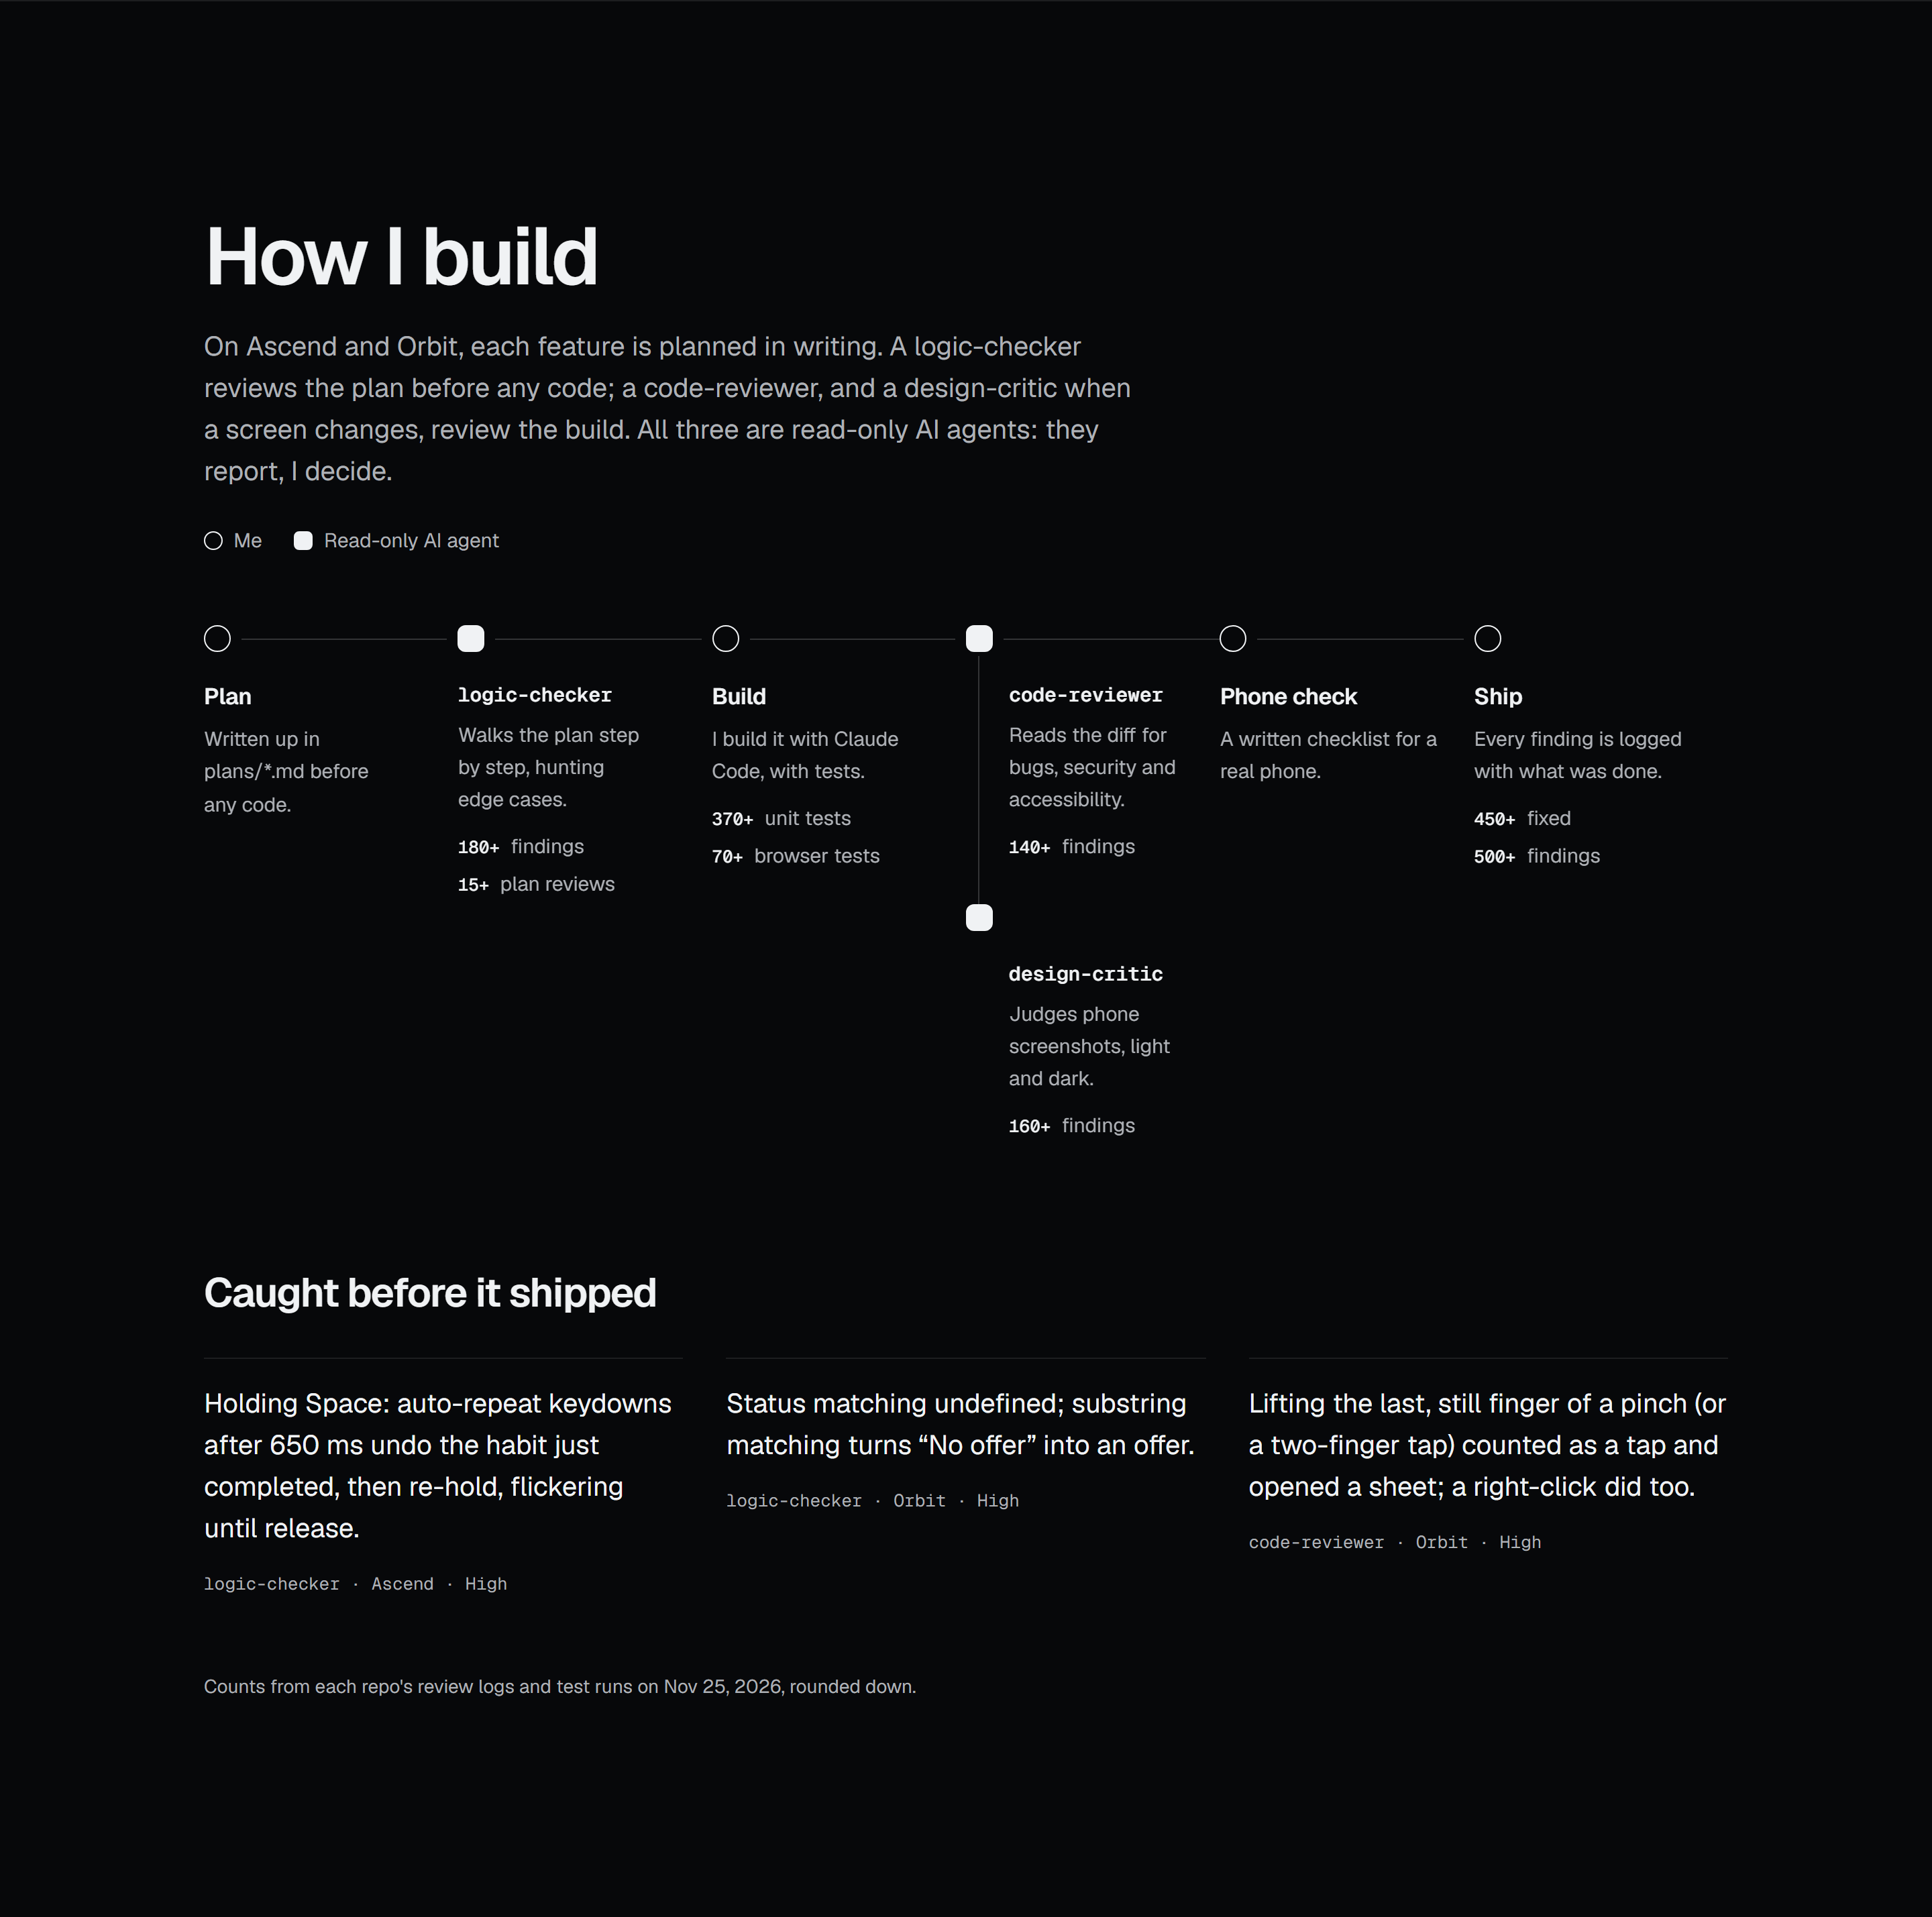 How I build
On Ascend and Orbit, each feature is planned in writing. A logic-checker
reviews the plan before any code; a code-reviewer, and a design-critic when
a screen changes, review the build. All three are read-only AI agents: they
report, I decide.
Me
Read-only AI agent
Plan
Written up in
plans/*.md before
any code.
logic-checker
Walks the plan step
by step, hunting
edge cases.
180+ findings
15+ plan reviews
Build
I build it with Claude
Code, with tests.
370+ unit tests
70+ browser tests
code-reviewer
Reads the diff for
bugs, security and
accessibility.
140+ findings
design-critic
Judges phone
screenshots, light
and dark.
160+ findings
Phone check
A written checklist for a
real phone.
Ship
Every finding is logged
with what was done.
450+ fixed
500+ findings
Caught before it shipped
Holding Space: auto-repeat keydowns
after 650 ms undo the habit just
completed, then re-hold, flickering
until release.
logic-checker · Ascend · High
Status matching undefined; substring
matching turns “No offer” into an offer.
logic-checker · Orbit · High
Lifting the last, still finger of a pinch (or
a two-finger tap) counted as a tap and
opened a sheet; a right-click did too.
code-reviewer · Orbit · High
Counts from each repo's review logs and test runs on Nov 25, 2026, rounded down.